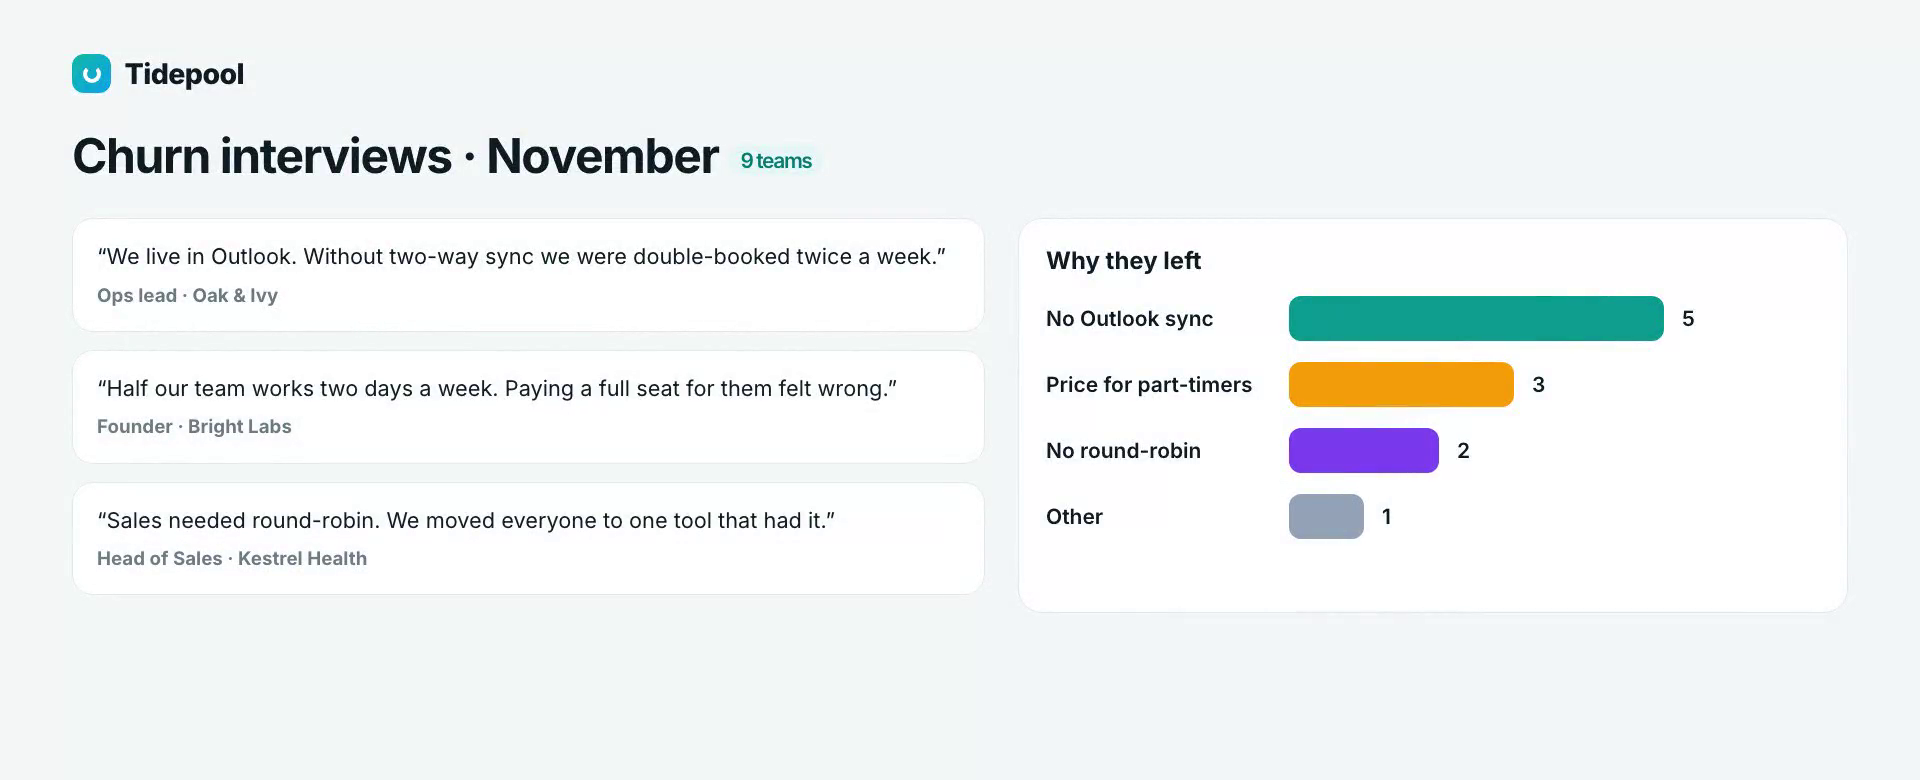 Tidepool
Churn interviews · November 9 teams
“We live in Outlook. Without two-way sync we were double-booked twice a week.”
Ops lead · Oak & Ivy
“Half our team works two days a week. Paying a full seat for them felt wrong.”
Founder · Bright Labs
“Sales needed round-robin. We moved everyone to one tool that had it.”
Head of Sales · Kestrel Health
Why they left
No Outlook sync 5
Price for part-timers 3
No round-robin 2
Other 1